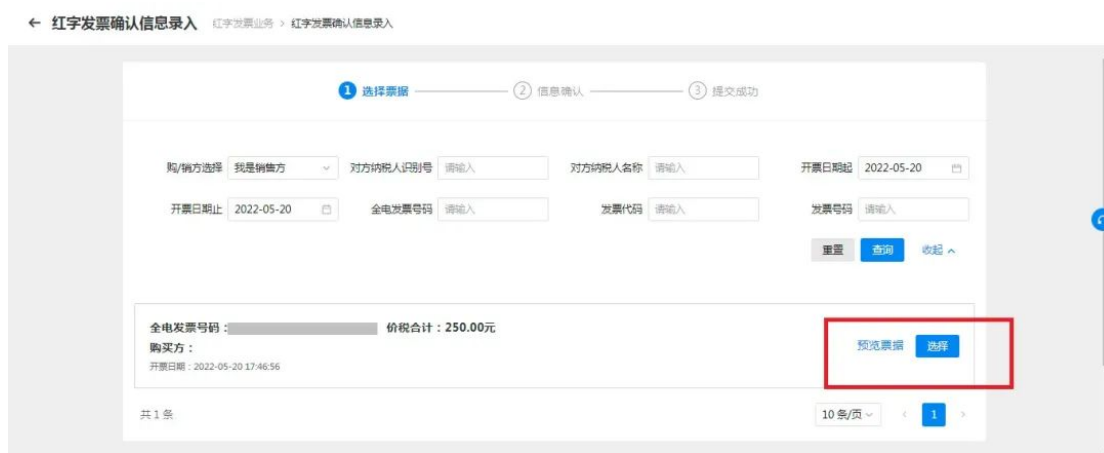 ← 红字发票确认信息录入 红字发票业务 > 红字发票确认信息录入
1 选择票据 2 信息确认 3 提交成功
购/销方选择 我是销售方 对方纳税人识别号 请输入 对方纳税人名称 请输入 开票日期起 2022-05-20
开票日期止 2022-05-20 全电发票号码 请输入 发票代码 请输入 发票号码 请输入
重置 查询 收起
全电发票号码: 价税合计:250.00元
购买方:
开票日期:2022-05-20 17:46:56
预览票据 选择
共1条 10条/页 < 1 >